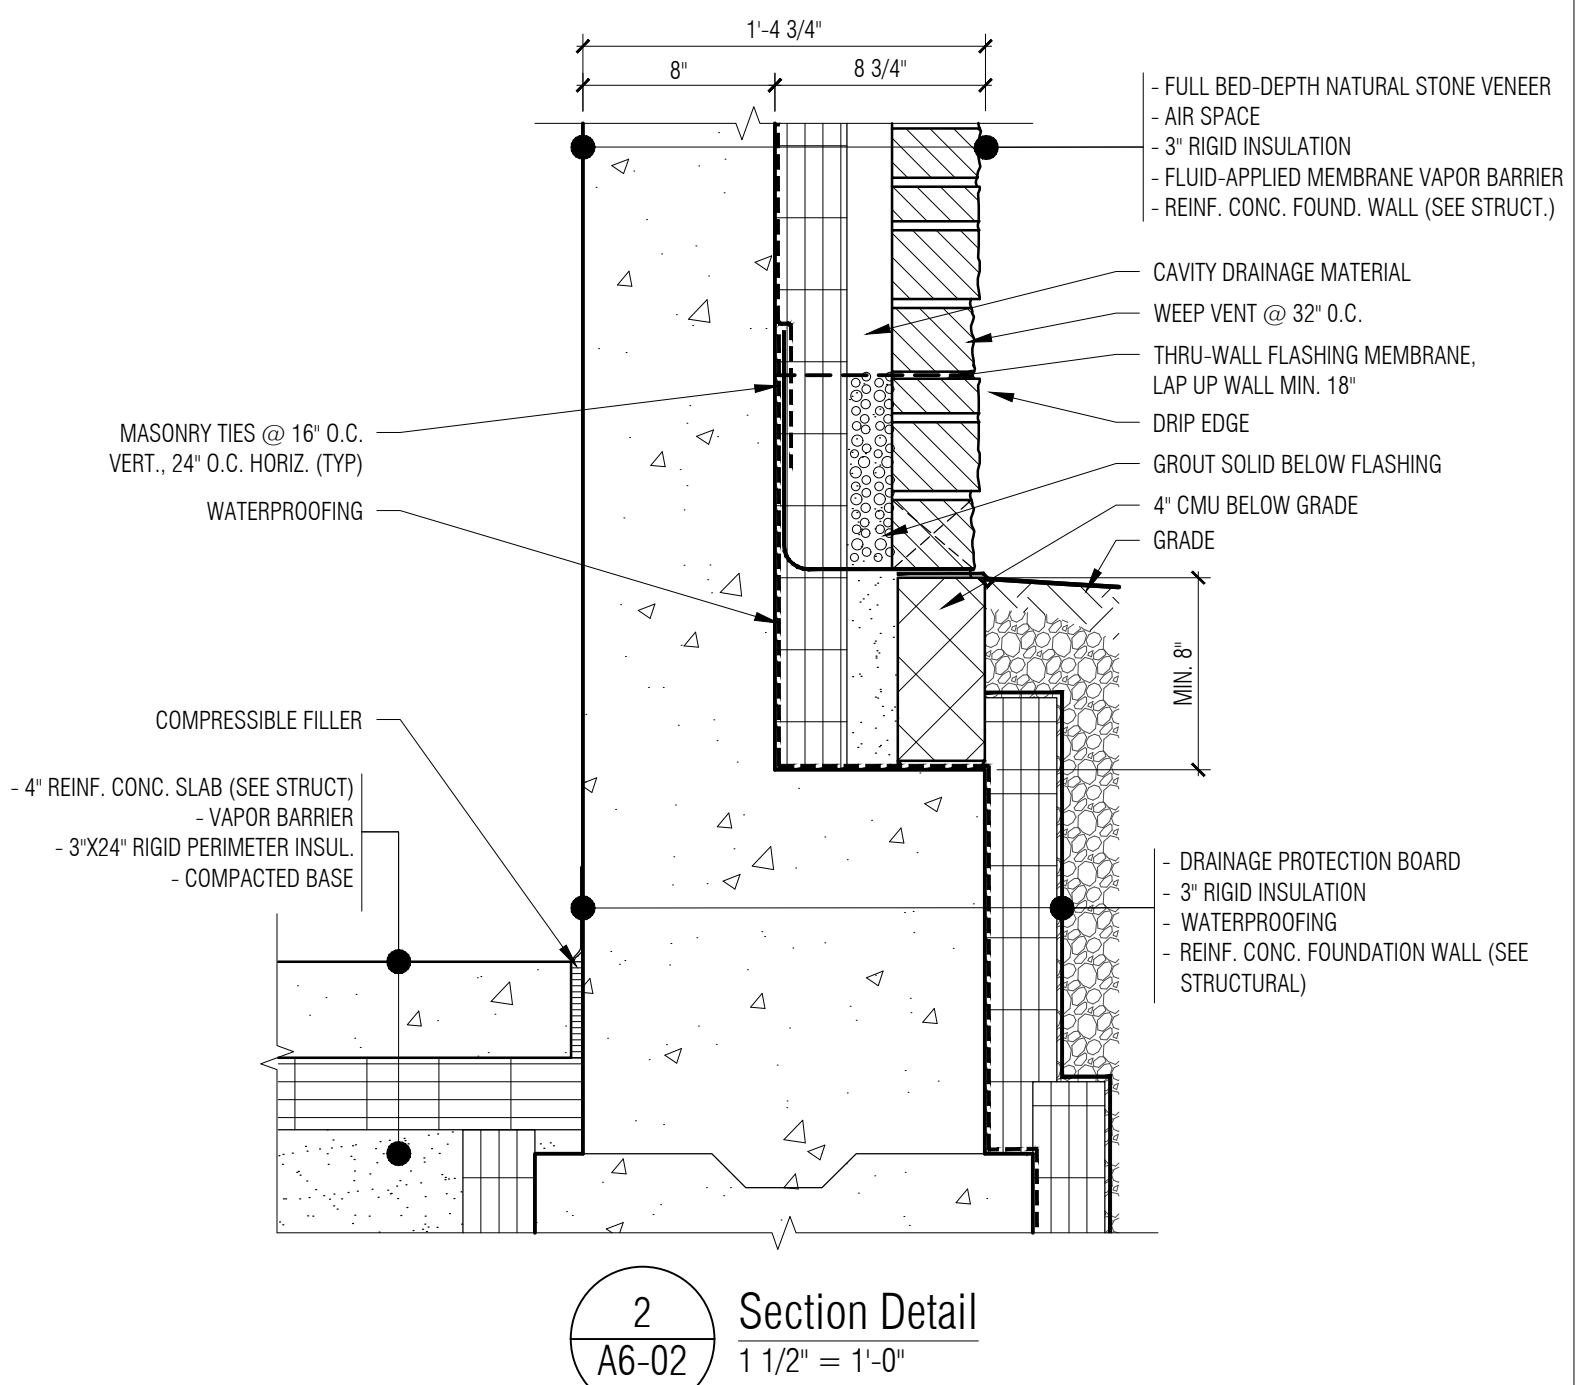 1'-4 3/4"
8"
8 3/4"
- FULL BED-DEPTH NATURAL STONE VENEER
- AIR SPACE
- 3" RIGID INSULATION
- FLUID-APPLIED MEMBRANE VAPOR BARRIER
- REINF. CONC. FOUND. WALL (SEE STRUCT.)
CAVITY DRAINAGE MATERIAL
WEEP VENT @ 32" O.C.
THRU-WALL FLASHING MEMBRANE,
LAP UP WALL MIN. 18"
DRIP EDGE
GROUT SOLID BELOW FLASHING
4" CMU BELOW GRADE
GRADE
MIN. 8"
MASONRY TIES @ 16" O.C.
VERT., 24" O.C. HORIZ. (TYP)
WATERPROOFING
COMPRESSIBLE FILLER
- 4" REINF. CONC. SLAB (SEE STRUCT)
- VAPOR BARRIER
- 3"X24" RIGID PERIMETER INSUL.
- COMPACTED BASE
- DRAINAGE PROTECTION BOARD
- 3" RIGID INSULATION
- WATERPROOFING
- REINF. CONC. FOUNDATION WALL (SEE
STRUCTURAL)
2
A6-02
Section Detail
1 1/2" = 1'-0"